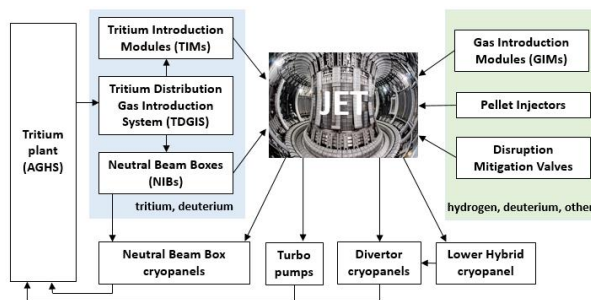 Tritium
plant
(AGHS)
Tritium Introduction
Modules (TIMs)
Tritium Distribution
Gas Introduction
System (TDGIS)
Neutral Beam Boxes
(NIBs)
tritium, deuterium
JET
Gas Introduction
Modules (GIMs)
Pellet Injectors
Disruption
Mitigation Valves
hydrogen, deuterium, other
Neutral Beam Box
cryopanels
Turbo
pumps
Divertor
cryopanels
Lower Hybrid
cryopanel